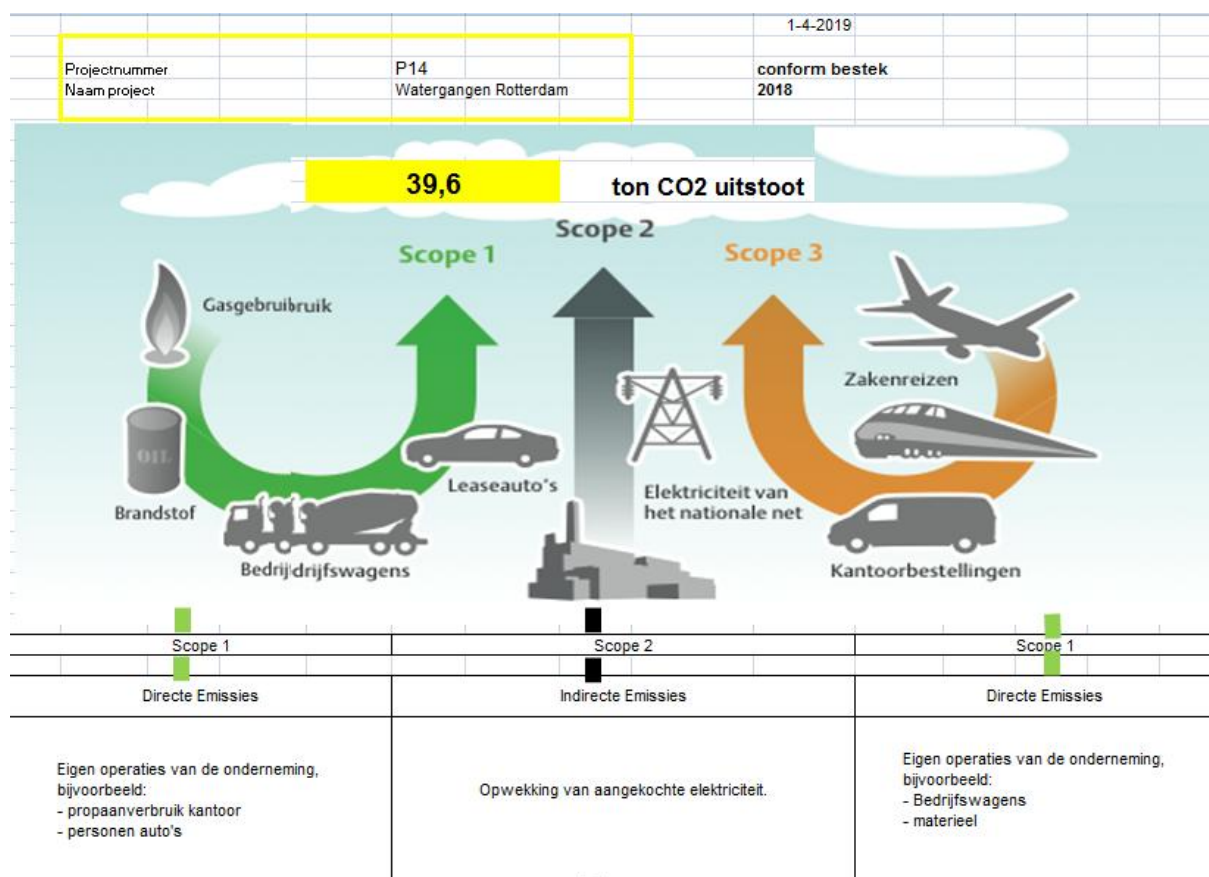 1-4-2019
Projectnummer P14 conform bestek
Naam project Watergangen Rotterdam 2018
39,6 ton CO2 uitstoot
Scope 1
Scope 2
Scope 3
Gasgebruibruik
Zakenreizen
OIL
Brandstof
Leaseauto's
Elektriciteit van
het nationale net
Bedrijdrijfswagens
Kantoorbestellingen
Scope 1 Scope 2 Scope 1
Directe Emissies Indirecte Emissies Directe Emissies
Eigen operaties van de onderneming,
bijvoorbeeld:
- propaanverbruik kantoor
- personen auto's
Opwekking van aangekochte elektriciteit.
Eigen operaties van de onderneming,
bijvoorbeeld:
- Bedrijfswagens
- materieel